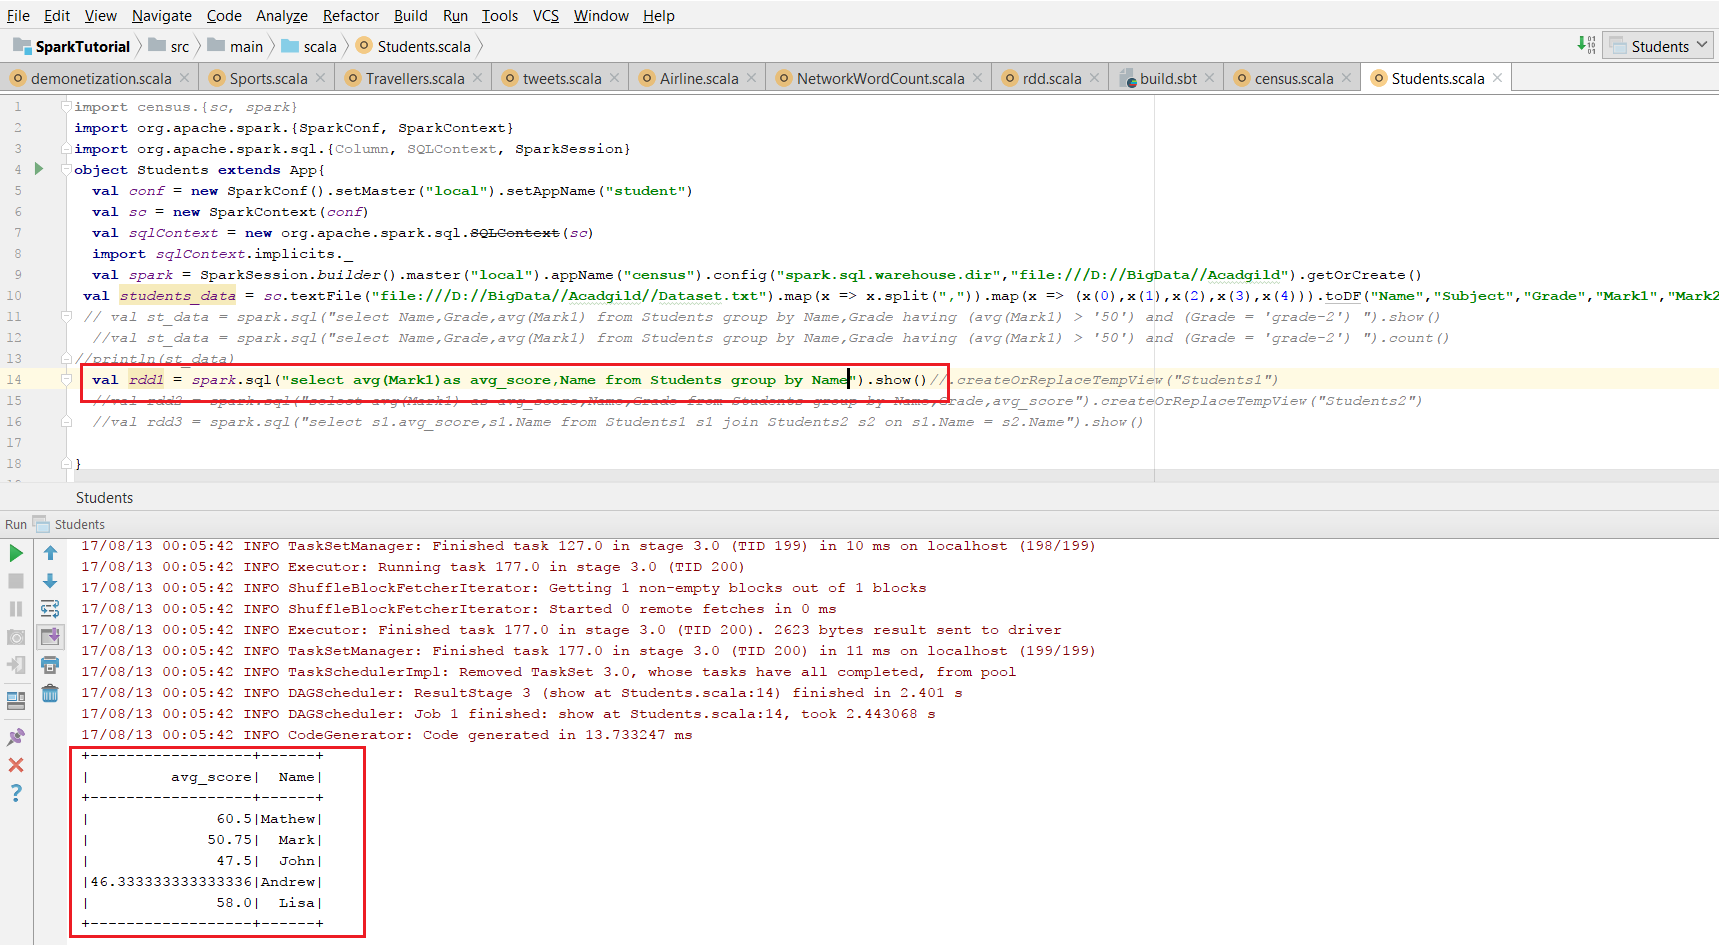 File Edit View Navigate Code Analyze Refactor Build Run Tools VCS Window Help
SparkTutorial src main scala Students.scala Students
demonetization.scala Sports.scala Travellers.scala tweets.scala Airline.scala NetworkWordCount.scala rdd.scala build.sbt census.scala Students.scala
1 import census.{sc, spark}
2 import org.apache.spark.{SparkConf, SparkContext}
3 import org.apache.spark.sql.{Column, SQLContext, SparkSession}
4 object Students extends App{
5 val conf = new SparkConf().setMaster("local").setAppName("student")
6 val sc = new SparkContext(conf)
7 val sqlContext = new org.apache.spark.sql.SQLContext(sc)
8 import sqlContext.implicits._
9 val spark = SparkSession.builder().master("local").appName("census").config("spark.sql.warehouse.dir","file:///D://BigData//Acadgild").getOrCreate()
10 val students_data = sc.textFile("file:///D://BigData//Acadgild//Dataset.txt").map(x => x.split(",")).map(x => (x(0),x(1),x(2),x(3),x(4))).toDF("Name","Subject","Grade","Mark1","Mark2
11 // val st_data = spark.sql("select Name,Grade,avg(Mark1) from Students group by Name,Grade having (avg(Mark1) > '50') and (Grade = 'grade-2') ").show()
12 //val st_data = spark.sql("select Name,Grade,avg(Mark1) from Students group by Name,Grade having (avg(Mark1) > '50') and (Grade = 'grade-2') ").count()
13 //println(st_data)
14 val rdd1 = spark.sql("select avg(Mark1)as avg_score,Name from Students group by Name").show()//.createOrReplaceTempView("Students1")
15 //val rdd2 = spark.sql("select avg(Mark1) as avg_score,Name,Grade from Students group by Name,Grade,avg_score").createOrReplaceTempView("Students2")
16 //val rdd3 = spark.sql("select s1.avg_score,s1.Name from Students1 s1 join Students2 s2 on s1.Name = s2.Name").show()
17
18 }
Students
Run Students
17/08/13 00:05:42 INFO TaskSetManager: Finished task 127.0 in stage 3.0 (TID 199) in 10 ms on localhost (198/199)
17/08/13 00:05:42 INFO Executor: Running task 177.0 in stage 3.0 (TID 200)
17/08/13 00:05:42 INFO ShuffleBlockFetcherIterator: Getting 1 non-empty blocks out of 1 blocks
17/08/13 00:05:42 INFO ShuffleBlockFetcherIterator: Started 0 remote fetches in 0 ms
17/08/13 00:05:42 INFO Executor: Finished task 177.0 in stage 3.0 (TID 200). 2623 bytes result sent to driver
17/08/13 00:05:42 INFO TaskSetManager: Finished task 177.0 in stage 3.0 (TID 200) in 11 ms on localhost (199/199)
17/08/13 00:05:42 INFO TaskSchedulerImpl: Removed TaskSet 3.0, whose tasks have all completed, from pool
17/08/13 00:05:42 INFO DAGScheduler: ResultStage 3 (show at Students.scala:14) finished in 2.401 s
17/08/13 00:05:42 INFO DAGScheduler: Job 1 finished: show at Students.scala:14, took 2.443068 s
17/08/13 00:05:42 INFO CodeGenerator: Code generated in 13.733247 ms
+------------------+------+
| avg_score| Name|
+------------------+------+
| 60.5|Mathew|
| 50.75| Mark|
| 47.5| John|
|46.333333333333336|Andrew|
| 58.0| Lisa|
+------------------+------+